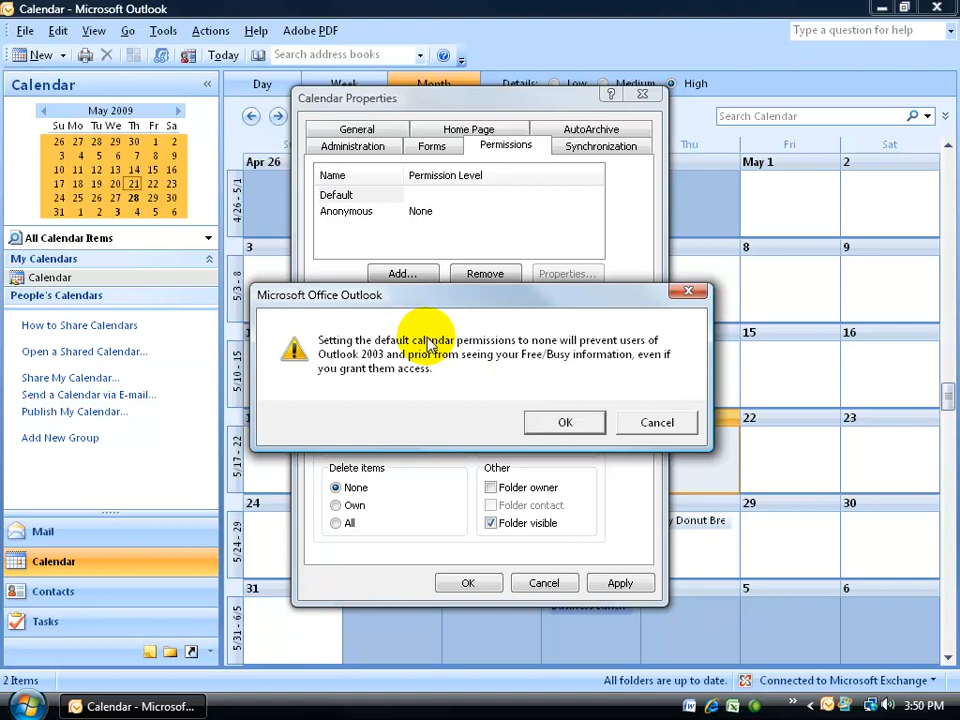 Calendar - Microsoft Outlook
File Edit View Go Tools Actions Help Adobe PDF
Type a question for help
New Today Search address books
Calendar «
Day Week Month Details: Low Medium High
May 2009
Su Mo Tu We Th Fr Sa
26 27 28 29 30 1 2
3 4 5 6 7 8 9
10 11 12 13 14 15 16
17 18 19 20 21 22 23
24 25 26 27 28 29 30
31 1 2 3 4 5 6
All Calendar Items
My Calendars
Calendar
People's Calendars
How to Share Calendars
Open a Shared Calendar...
Share My Calendar...
Send a Calendar via E-mail...
Publish My Calendar...
Add New Group
Mail
Calendar
Contacts
Tasks
Search Calendar
Thu Fri Sat
Apr 26 May 1 2
4/26 - 5/1
3 8 9
5/3 - 8
15 16
5/10 -
22 23
5/17 - 22
24 30
5/24 - 29
y Donut Bre
31 5 6
5/31 - 6/5
Business Lunch
Calendar Properties
General Home Page AutoArchive
Administration Forms Permissions Synchronization
Name Permission Level
Default
Anonymous None
Add... Remove Properties...
Microsoft Office Outlook
Setting the default calendar permissions to none will prevent users of
Outlook 2003 and prior from seeing your Free/Busy information, even if
you grant them access.
OK Cancel
Delete items Other
None Folder owner
Own Folder contact
All Folder visible
OK Cancel Apply
2 Items All folders are up to date. Connected to Microsoft Exchange
Calendar - Microsof... » 3:50 PM